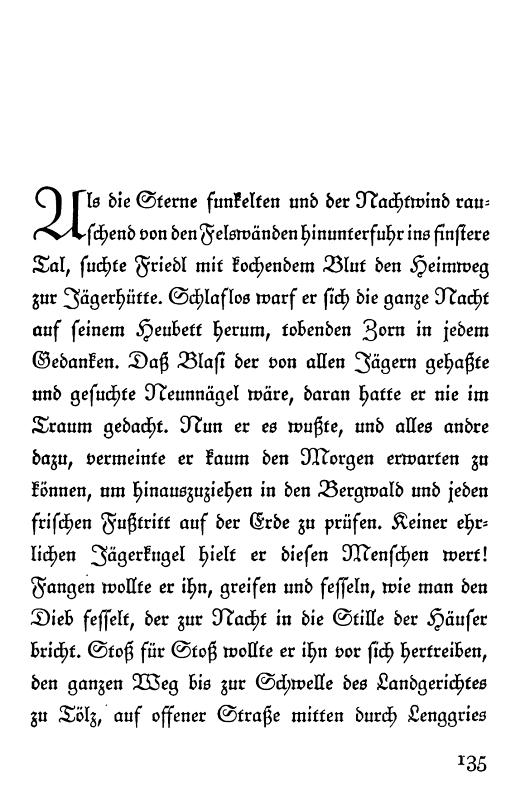 Als die Sterne funkelten und der Nachtwind rau-
schend von den Felswänden hinunterfuhr ins finstere
Tal, suchte Friedl mit kochendem Blut den Heimweg
zur Jägerhütte. Schlaflos warf er sich die ganze Nacht
auf seinem Heubett herum, tobenden Zorn in jedem
Gedanken. Daß Blasi der von allen Jägern gehaßte
und gesuchte Neunnägel wäre, daran hatte er nie im
Traum gedacht. Nun er es wußte, und alles andre
dazu, vermeinte er kaum den Morgen erwarten zu
können, um hinauszuziehen in den Bergwald und jeden
frischen Fußtritt auf der Erde zu prüfen. Keiner ehr-
lichen Jägerkugel hielt er diesen Menschen wert!
Fangen wollte er ihn, greifen und fesseln, wie man den
Dieb fesselt, der zur Nacht in die Stille der Häuser
bricht. Stoß für Stoß wollte er ihn vor sich hertreiben,
den ganzen Weg bis zur Schwelle des Landgerichtes
zu Tölz, auf offener Straße mitten durch Lenggries
135